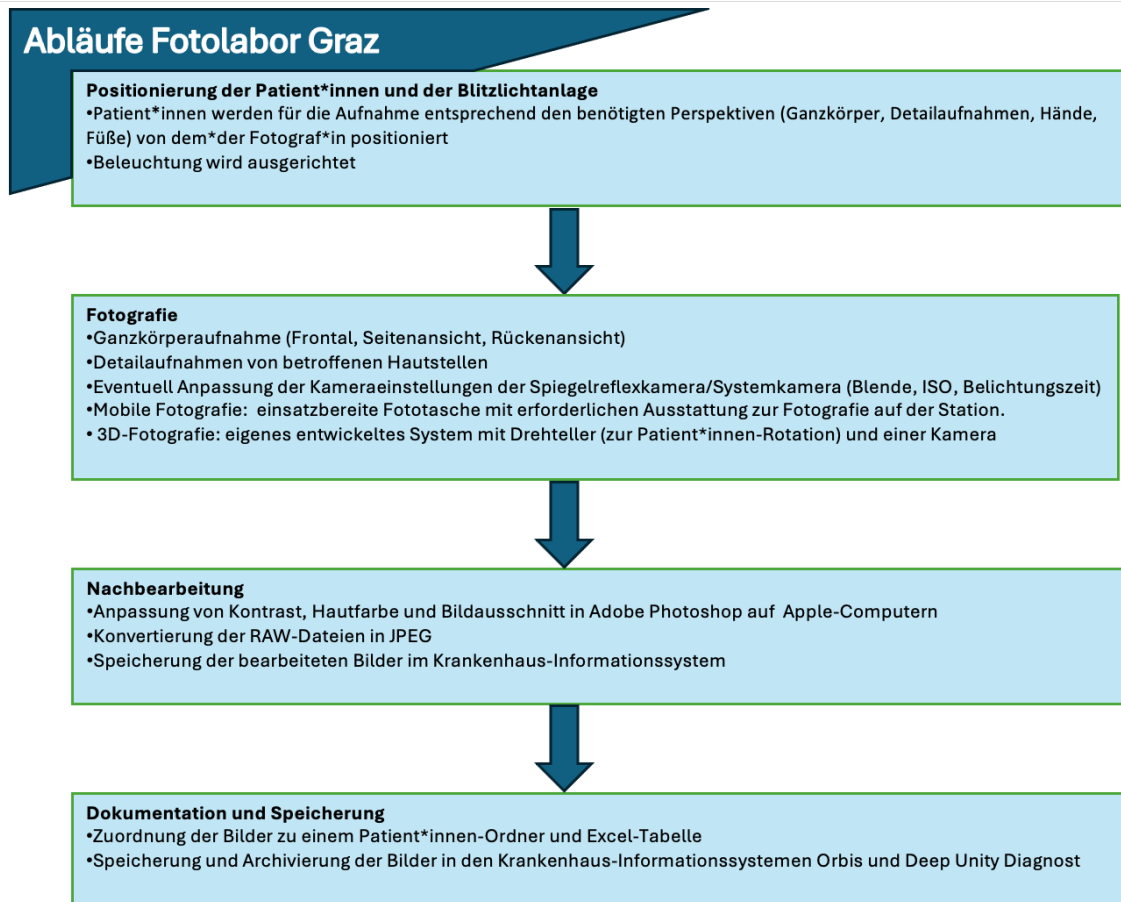 Abläufe Fotolabor Graz
Positionierung der Patient*innen und der Blitzlichtanlage
•Patient*innen werden für die Aufnahme entsprechend den benötigten Perspektiven (Ganzkörper, Detailaufnahmen, Hände,
Füße) von dem*der Fotograf*in positioniert
•Beleuchtung wird ausgerichtet
Fotografie
•Ganzkörperaufnahme (Frontal, Seitenansicht, Rückenansicht)
•Detailaufnahmen von betroffenen Hautstellen
•Eventuell Anpassung der Kameraeinstellungen der Spiegelreflexkamera/Systemkamera (Blende, ISO, Belichtungszeit)
•Mobile Fotografie:  einsatzbereite Fototasche mit erforderlichen Ausstattung zur Fotografie auf der Station.
• 3D-Fotografie: eigenes entwickeltes System mit Drehteller (zur Patient*innen-Rotation) und einer Kamera
Nachbearbeitung
•Anpassung von Kontrast, Hautfarbe und Bildausschnitt in Adobe Photoshop auf  Apple-Computern
•Konvertierung der RAW-Dateien in JPEG
•Speicherung der bearbeiteten Bilder im Krankenhaus-Informationssystem
Dokumentation und Speicherung
•Zuordnung der Bilder zu einem Patient*innen-Ordner und Excel-Tabelle
•Speicherung und Archivierung der Bilder in den Krankenhaus-Informationssystemen Orbis und Deep Unity Diagnost